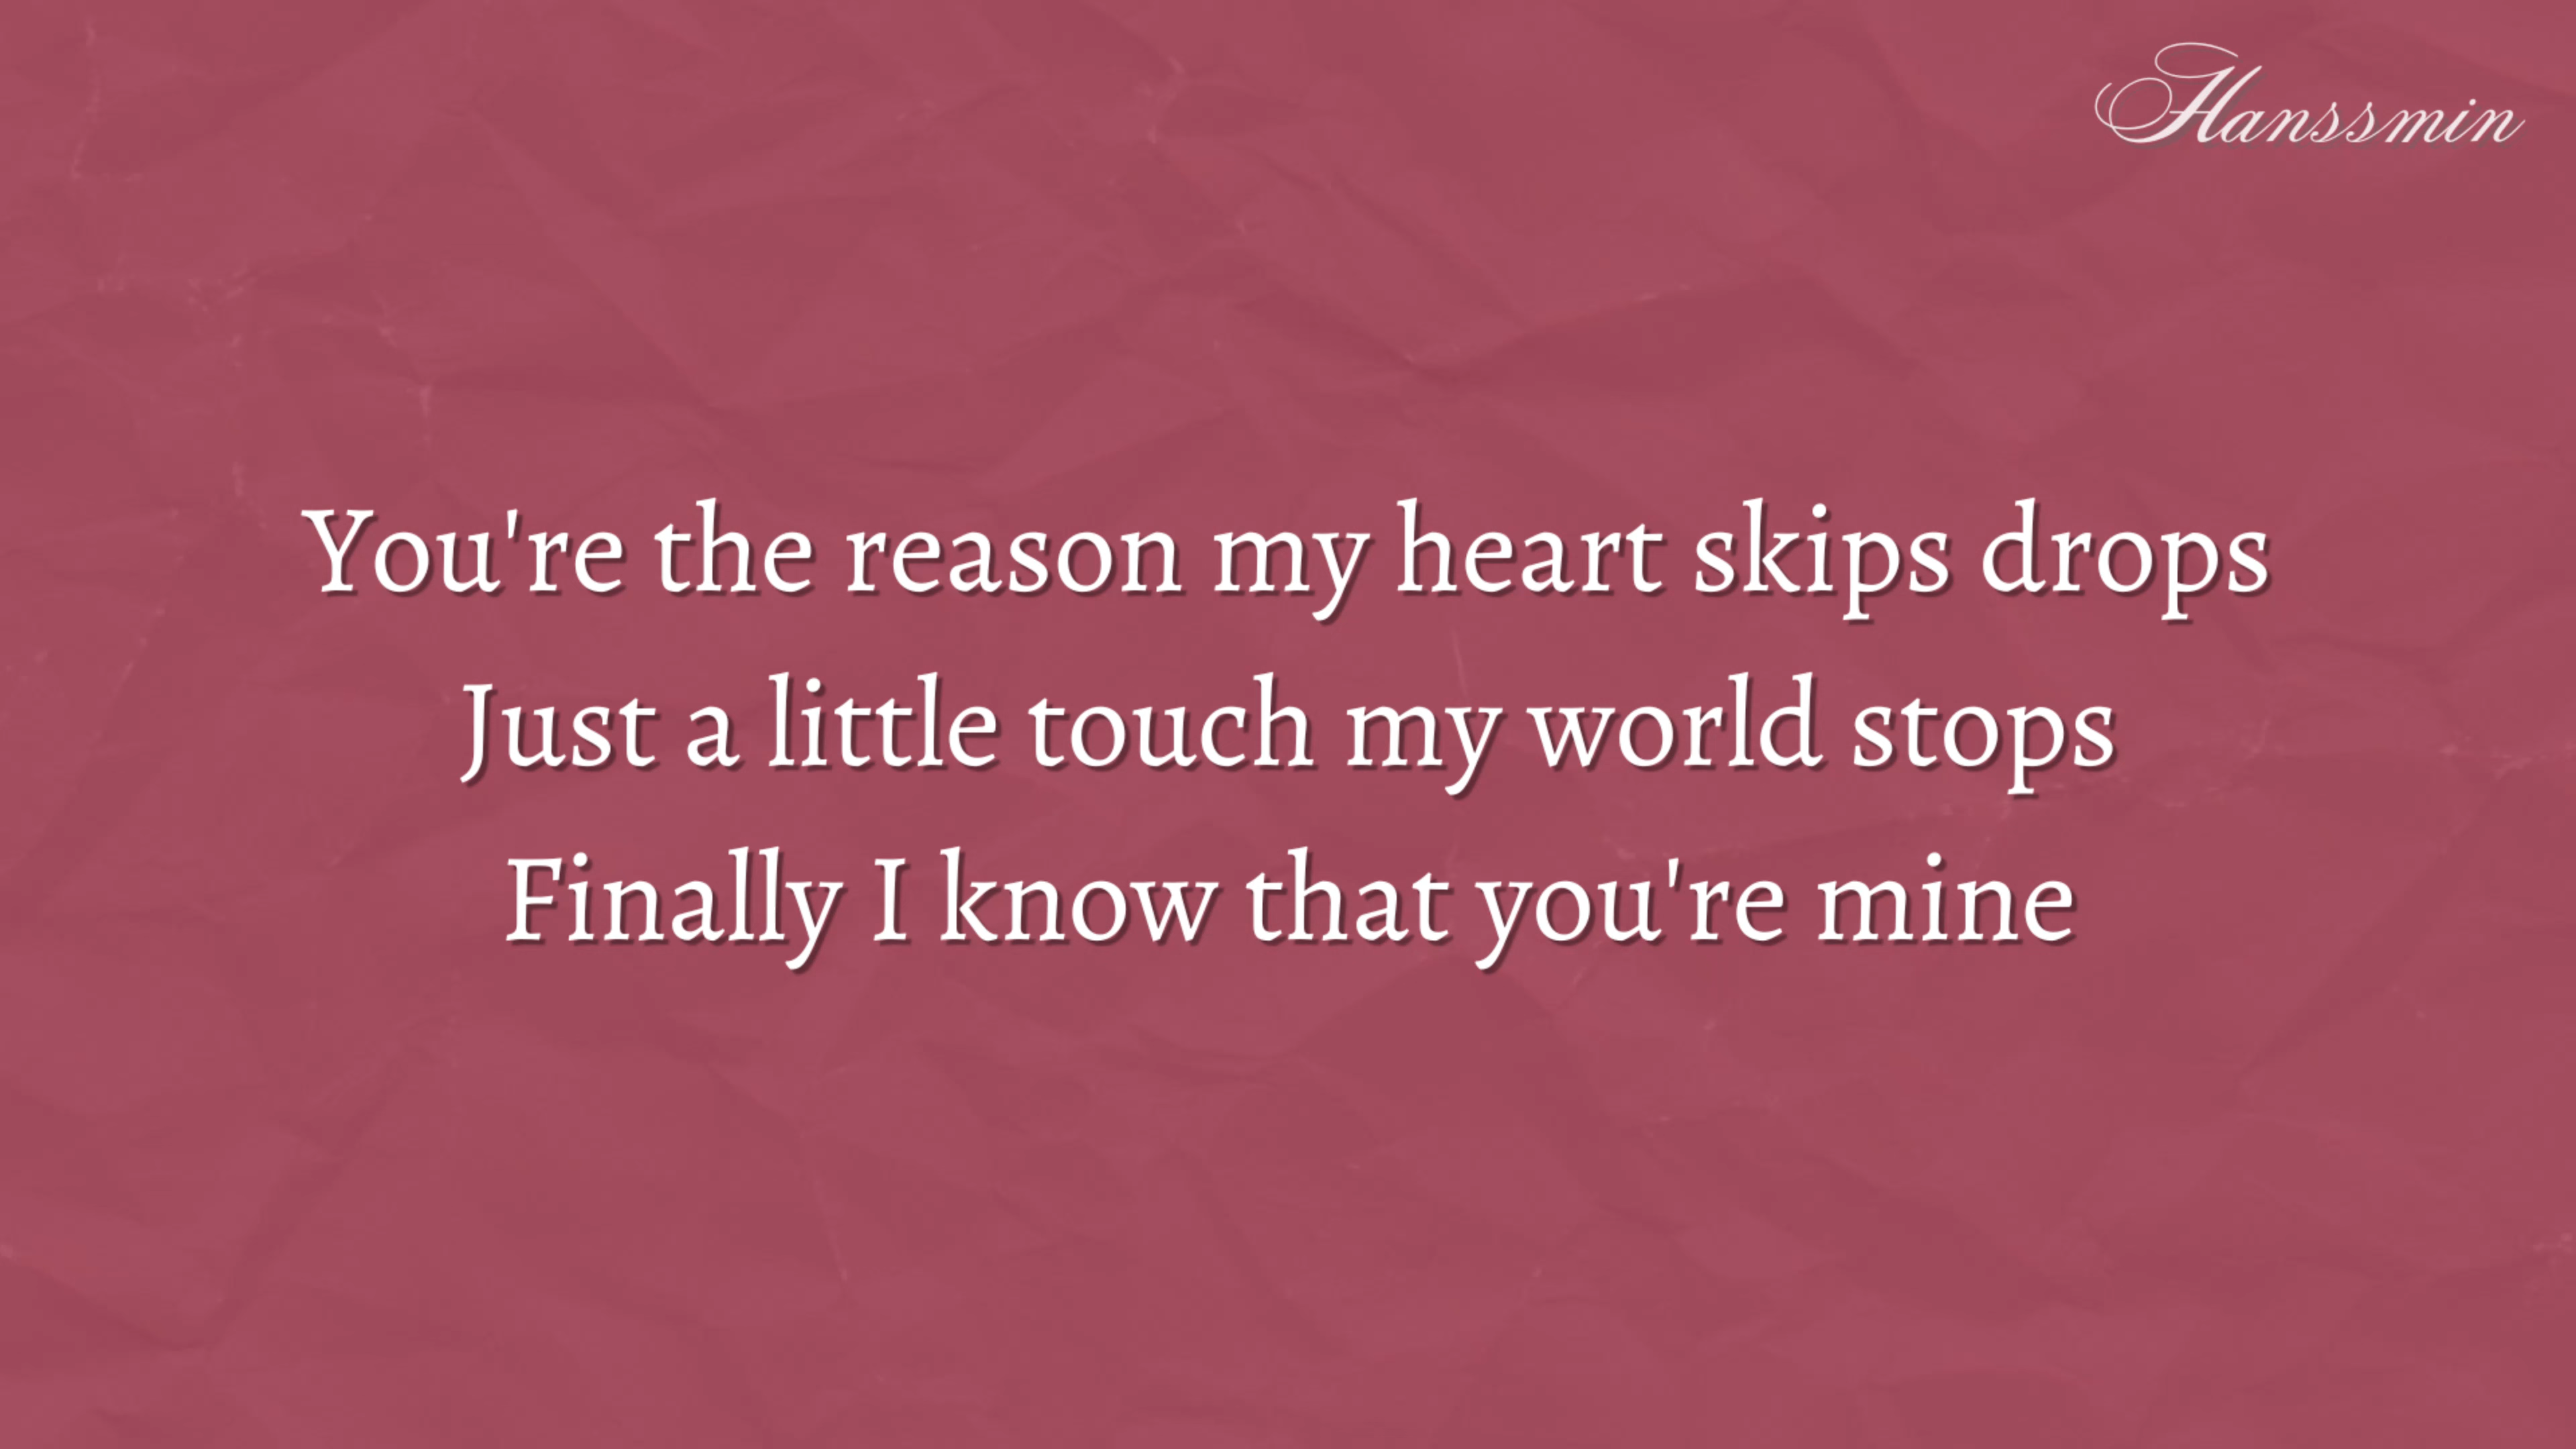 Hanssmin
You're the reason my heart skips drops
Just a little touch my world stops
Finally I know that you're mine